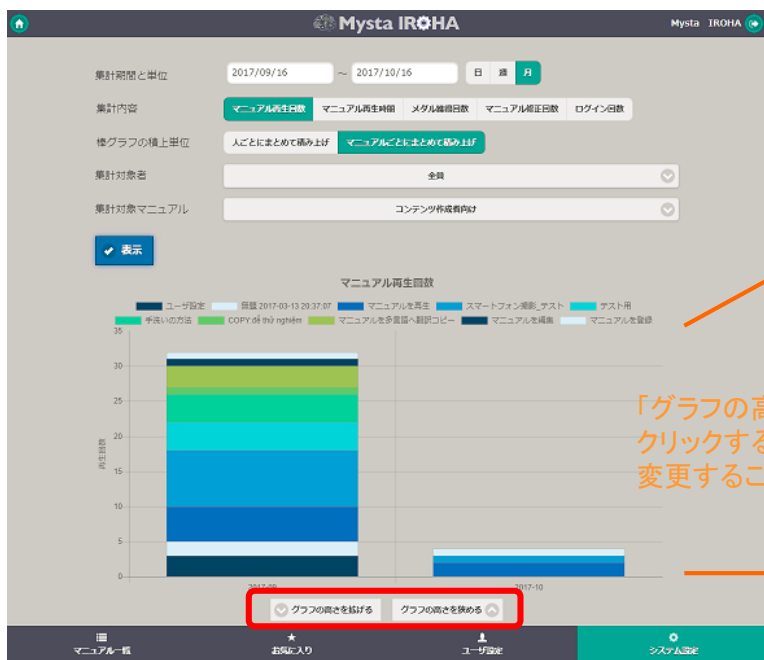 Mysta IROHA
Mysta IROHA
集計期間と単位
2017/09/16 ～ 2017/10/16
日 週 月
集計内容
マニュアル再生回数 マニュアル再生時間 メダル獲得回数 マニュアル修正回数 ログイン回数
棒グラフの積上単位
人ごとにまとめて積み上げ マニュアルごとにまとめて積み上げ
集計対象者
全員
集計対象マニュアル
コンテンツ作成者向け
表示
マニュアル再生回数
ユーザ設定 無題 2017-03-13 20:37:07 マニュアルを再生 スマートフォン撮影_テスト テスト用
手洗いの方法 COPY để thử nghiệm マニュアルを多言語へ翻訳コピー マニュアルを編集 マニュアルを登録
35
30
25
20
15
10
5
0
再生回数
2017-09 2017-10
「グラフの高
クリックする
変更するこ
グラフの高さを拡げる グラフの高さを狭める
マニュアル一覧 お気に入り ユーザ設定 システム設定